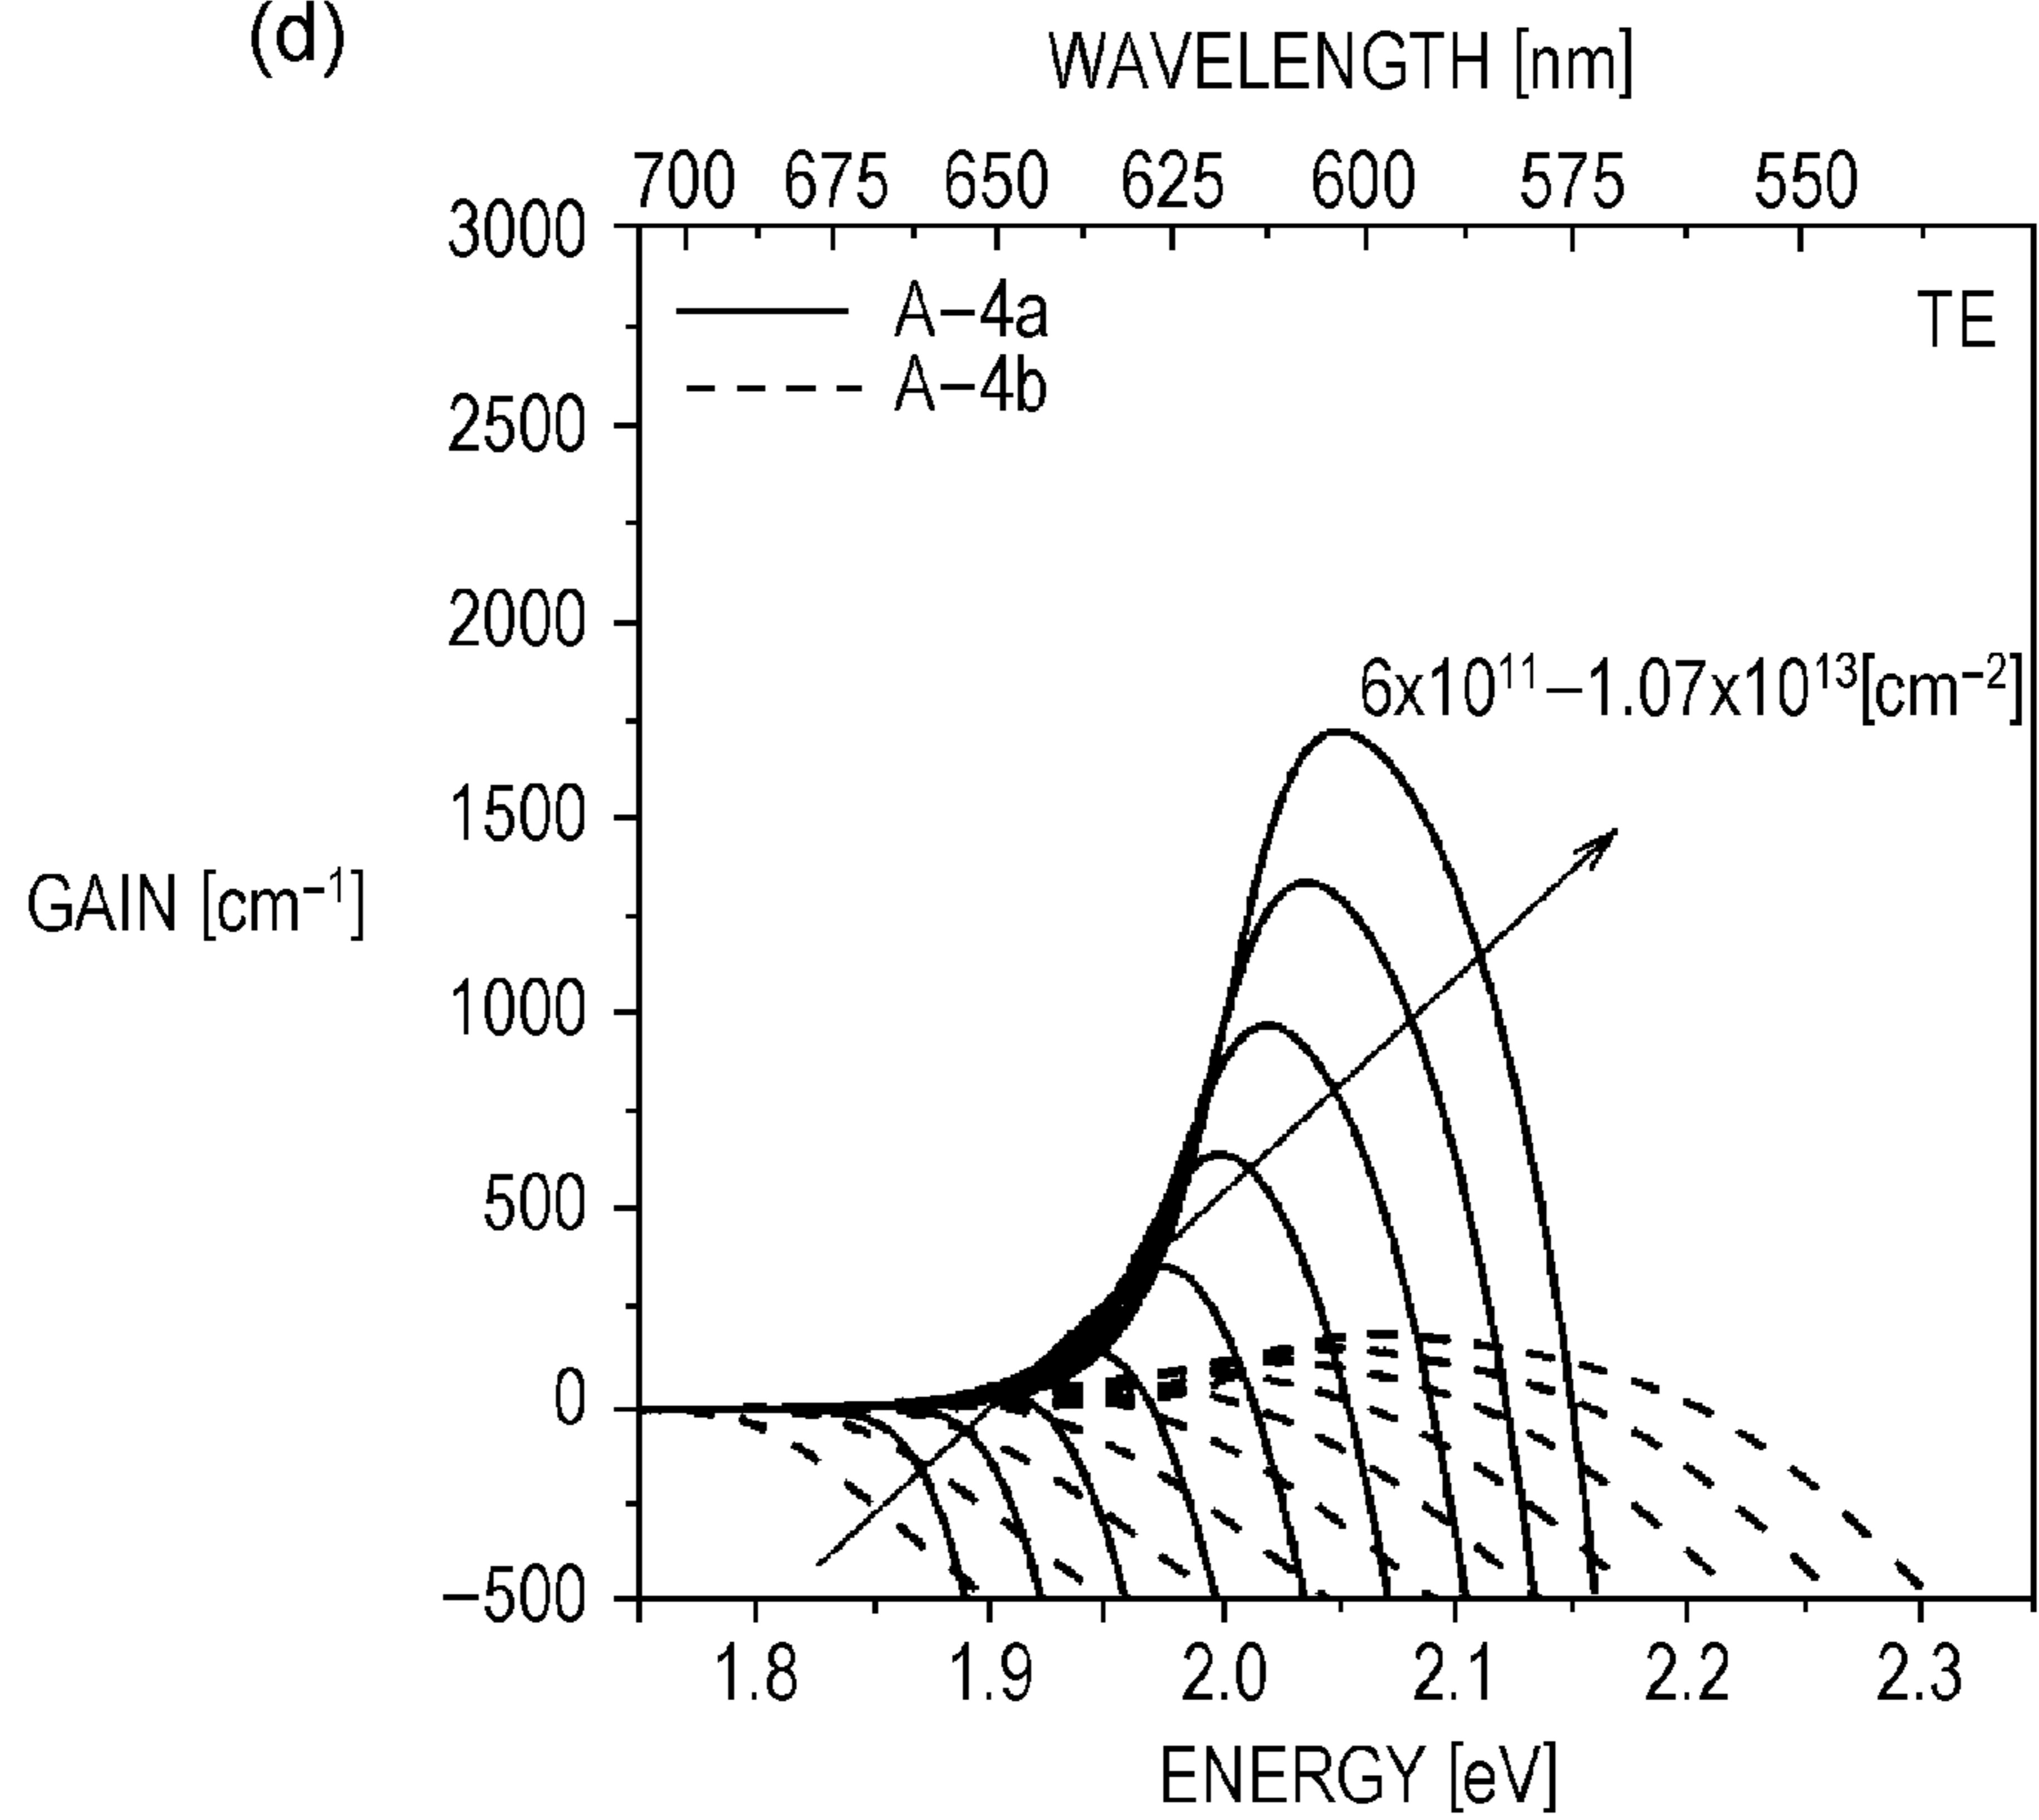 (d)
WAVELENGTH [nm]
700 675 650 625 600 575 550
3000
A–4a
TE
A–4b
2500
2000
6x10¹¹–1.07x10¹³[cm⁻²]
1500
GAIN [cm⁻¹]
1000
500
0
–500
1.8 1.9 2.0 2.1 2.2 2.3
ENERGY [eV]